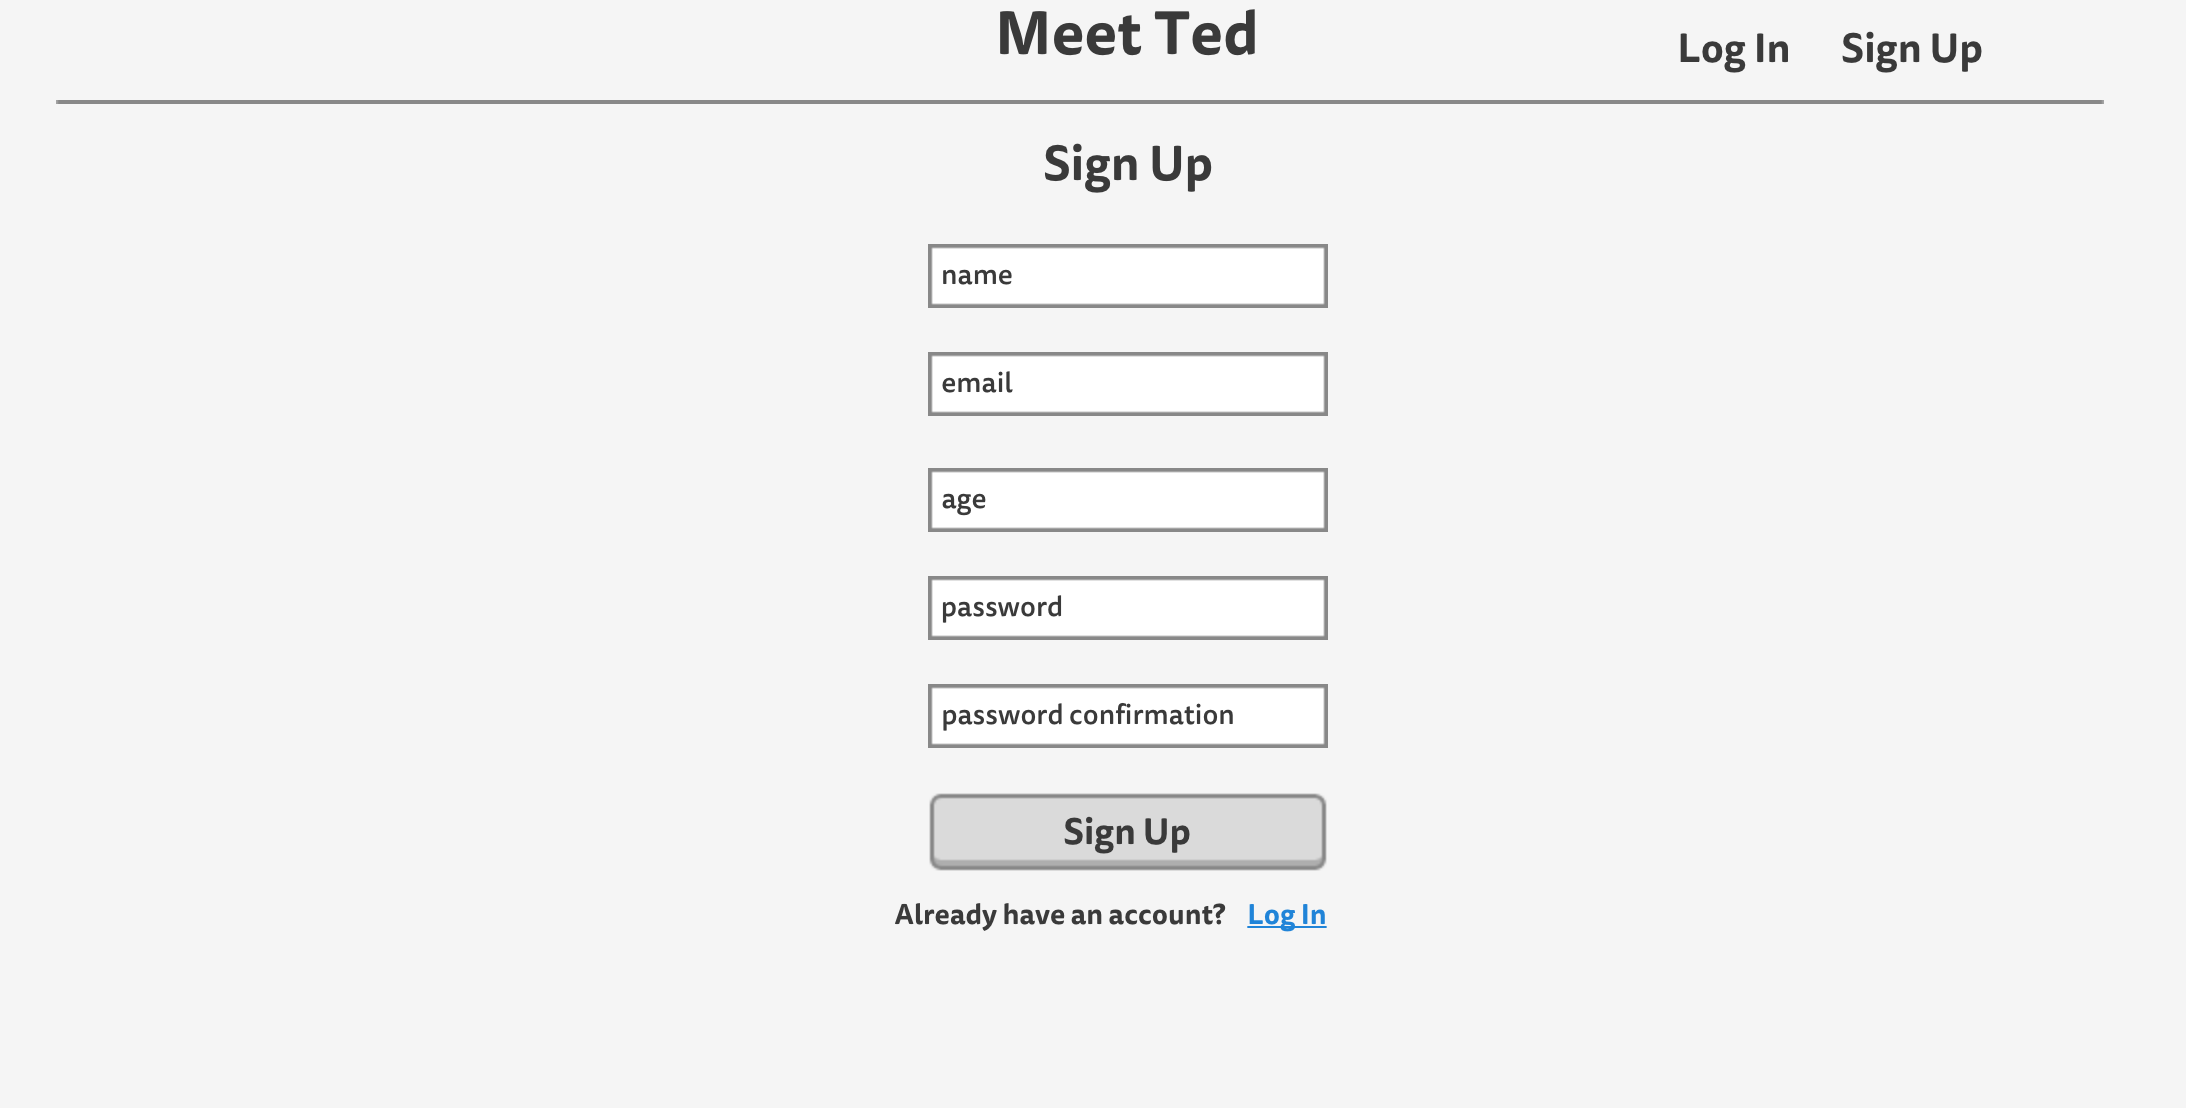 Meet Ted
Log In Sign Up
Sign Up
name
email
age
password
password confirmation
Sign Up
Already have an account? Log In